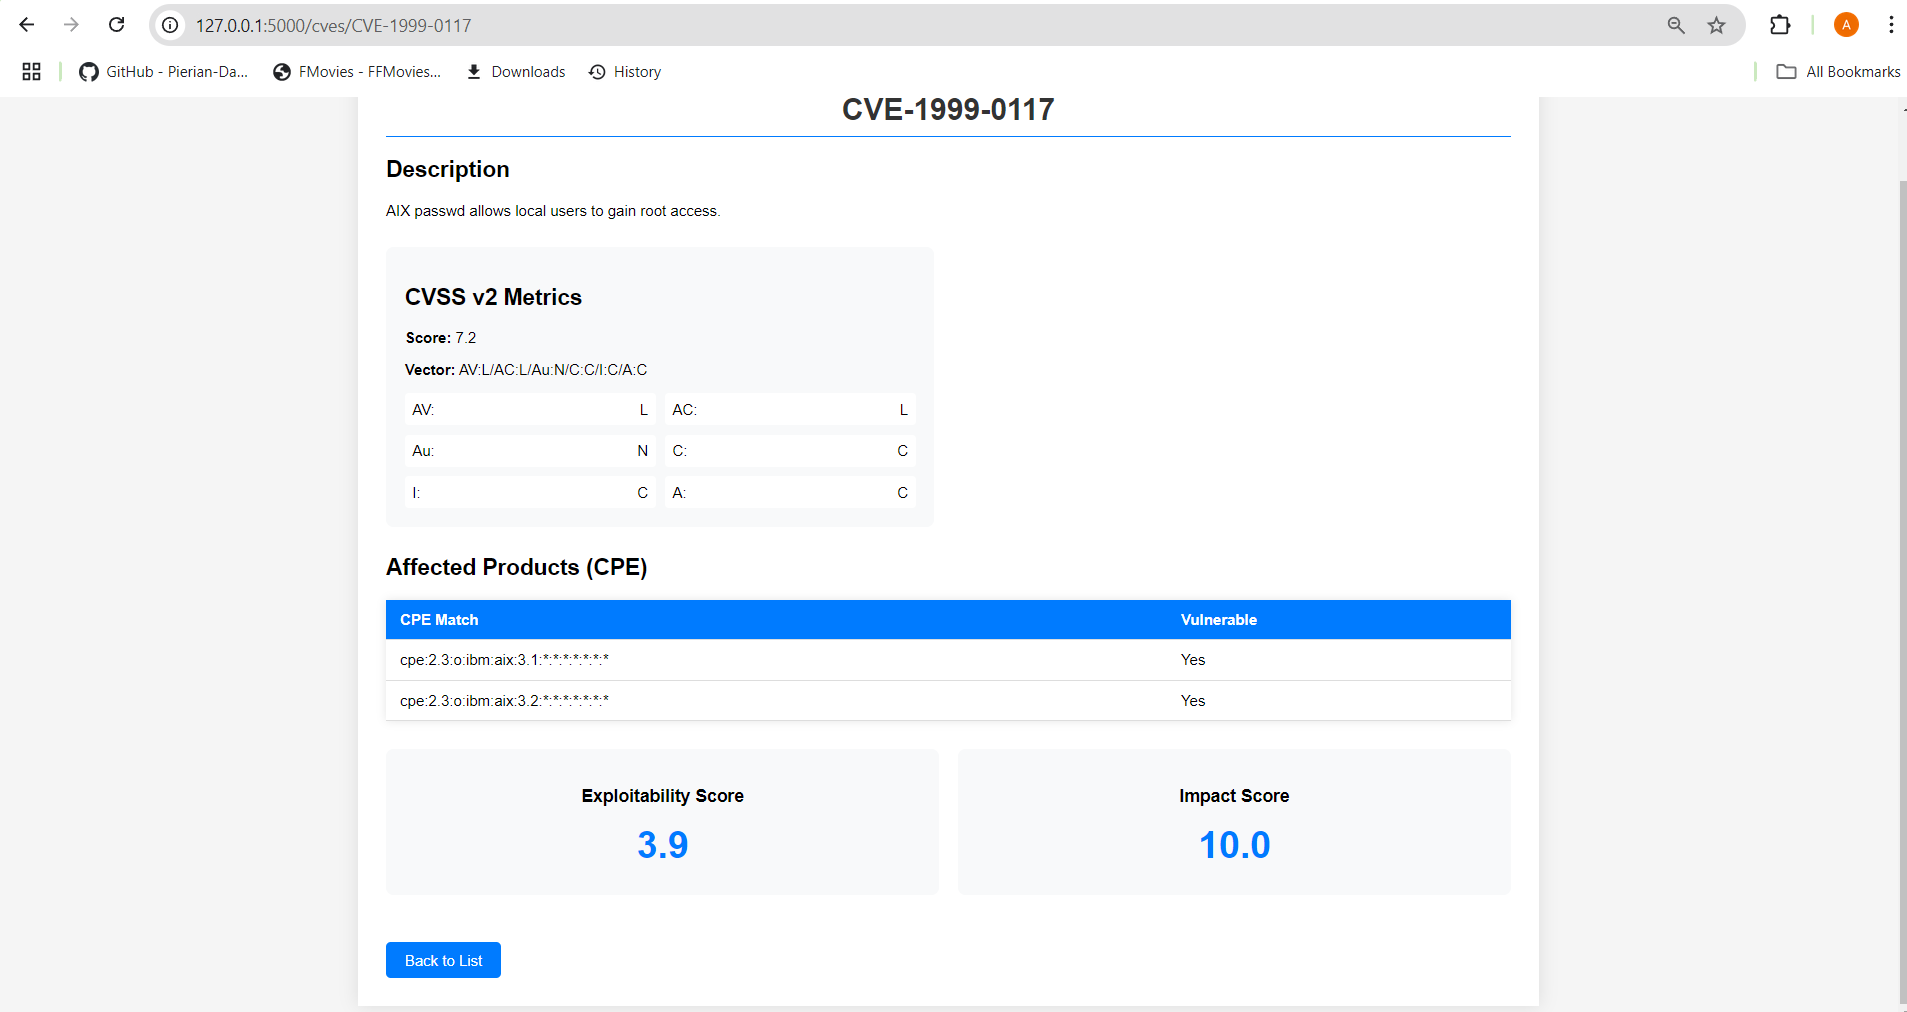 127.0.0.1:5000/cves/CVE-1999-0117
A
GitHub - Pierian-Da...
FMovies - FFMovies...
Downloads
History
All Bookmarks
CVE-1999-0117
Description
AIX passwd allows local users to gain root access.
CVSS v2 Metrics
Score: 7.2
Vector: AV:L/AC:L/Au:N/C:C/I:C/A:C
AV: L AC: L
Au: N C: C
I: C A: C
Affected Products (CPE)
CPE Match Vulnerable
cpe:2.3:o:ibm:aix:3.1:*:*:*:*:*:*:* Yes
cpe:2.3:o:ibm:aix:3.2:*:*:*:*:*:*:* Yes
Exploitability Score Impact Score
3.9 10.0
Back to List